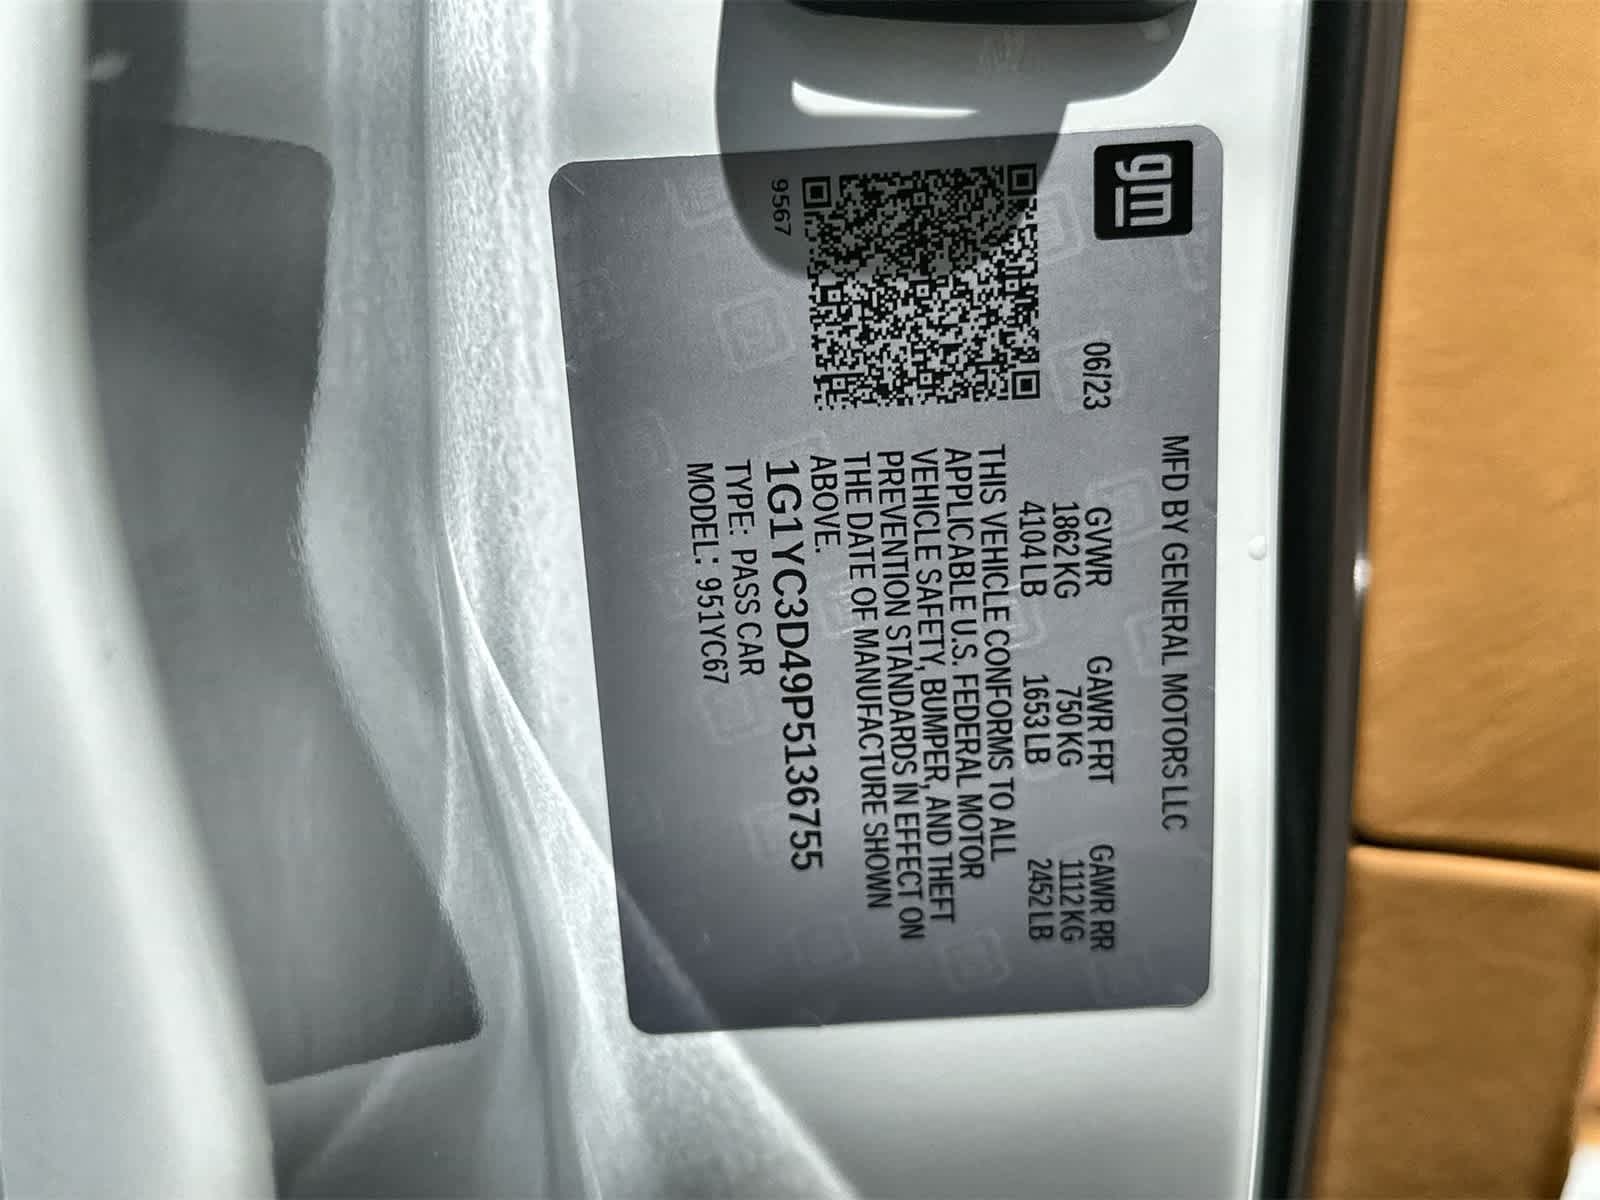 gm
MFD BY GENERAL MOTORS LLC
06/23
GVWR GAWR FRT GAWR RR
1862 KG 750 KG 1112 KG
4104 LB 1653 LB 2452 LB
THIS VEHICLE CONFORMS TO ALL
APPLICABLE U.S. FEDERAL MOTOR
VEHICLE SAFETY, BUMPER, AND THEFT
PREVENTION STANDARDS IN EFFECT ON
THE DATE OF MANUFACTURE SHOWN
ABOVE.
9567
1G1YC3D49P5136755
TYPE: PASS CAR
MODEL: 951YC67